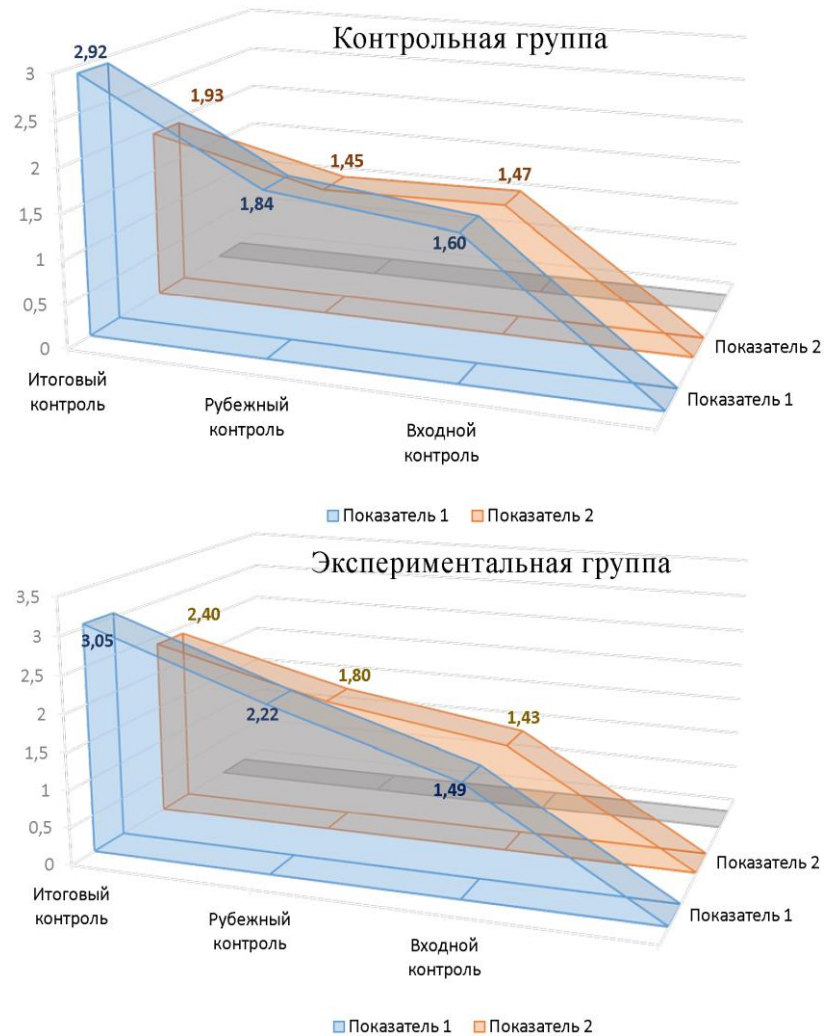 Контрольная группа
2,92
3
1,93
2,5
1,45
1,47
2
1,84
1,60
1,5
1
0,5
0
Показатель 2
Показатель 1
Итоговый
контроль
Рубежный
контроль
Входной
контроль
Показатель 1 Показатель 2
Экспериментальная группа
3,5
2,40
3
3,05
1,80
2,5
2,22
1,43
2
1,49
1,5
1
0,5
0
Показатель 2
Показатель 1
Итоговый
контроль
Рубежный
контроль
Входной
контроль
Показатель 1 Показатель 2